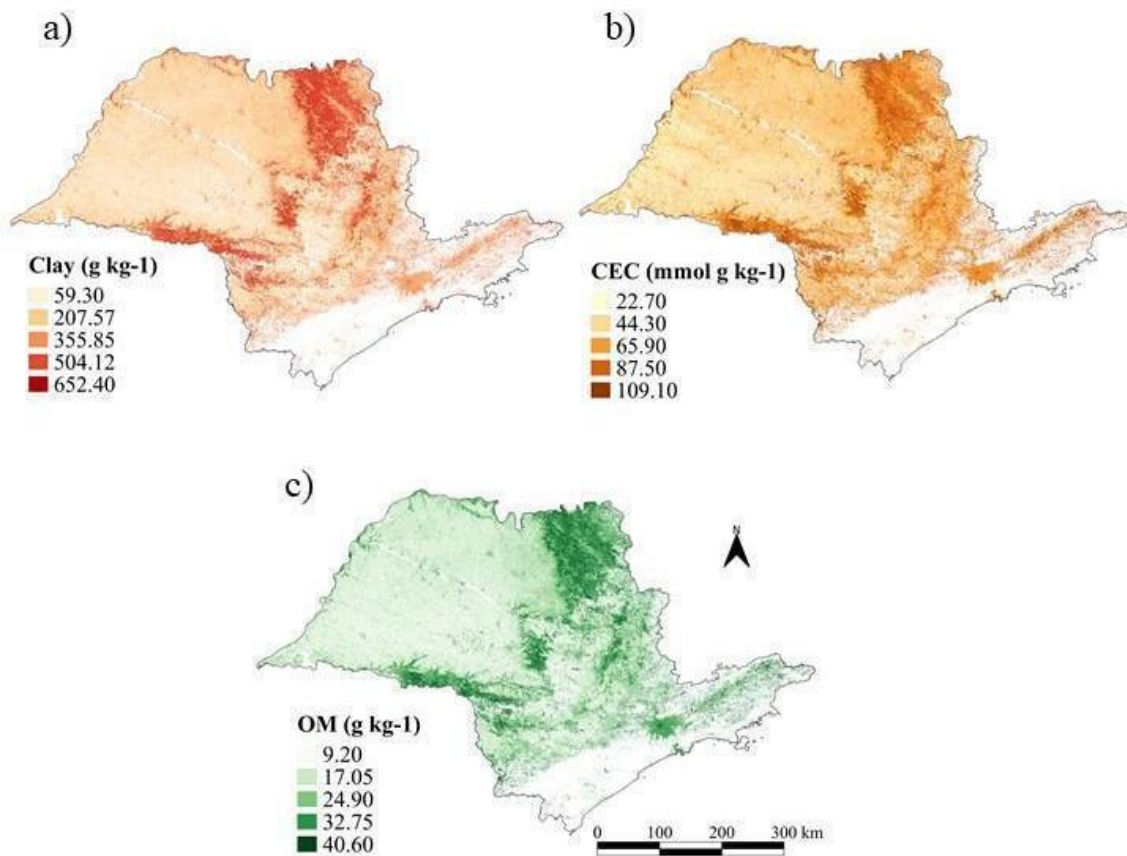 a)
Clay (g kg-1)
59.30
207.57
355.85
504.12
652.40
b)
CEC (mmol g kg-1)
22.70
44.30
65.90
87.50
109.10
c)
OM (g kg-1)
9.20
17.05
24.90
32.75
40.60
N
0 100 200 300 km